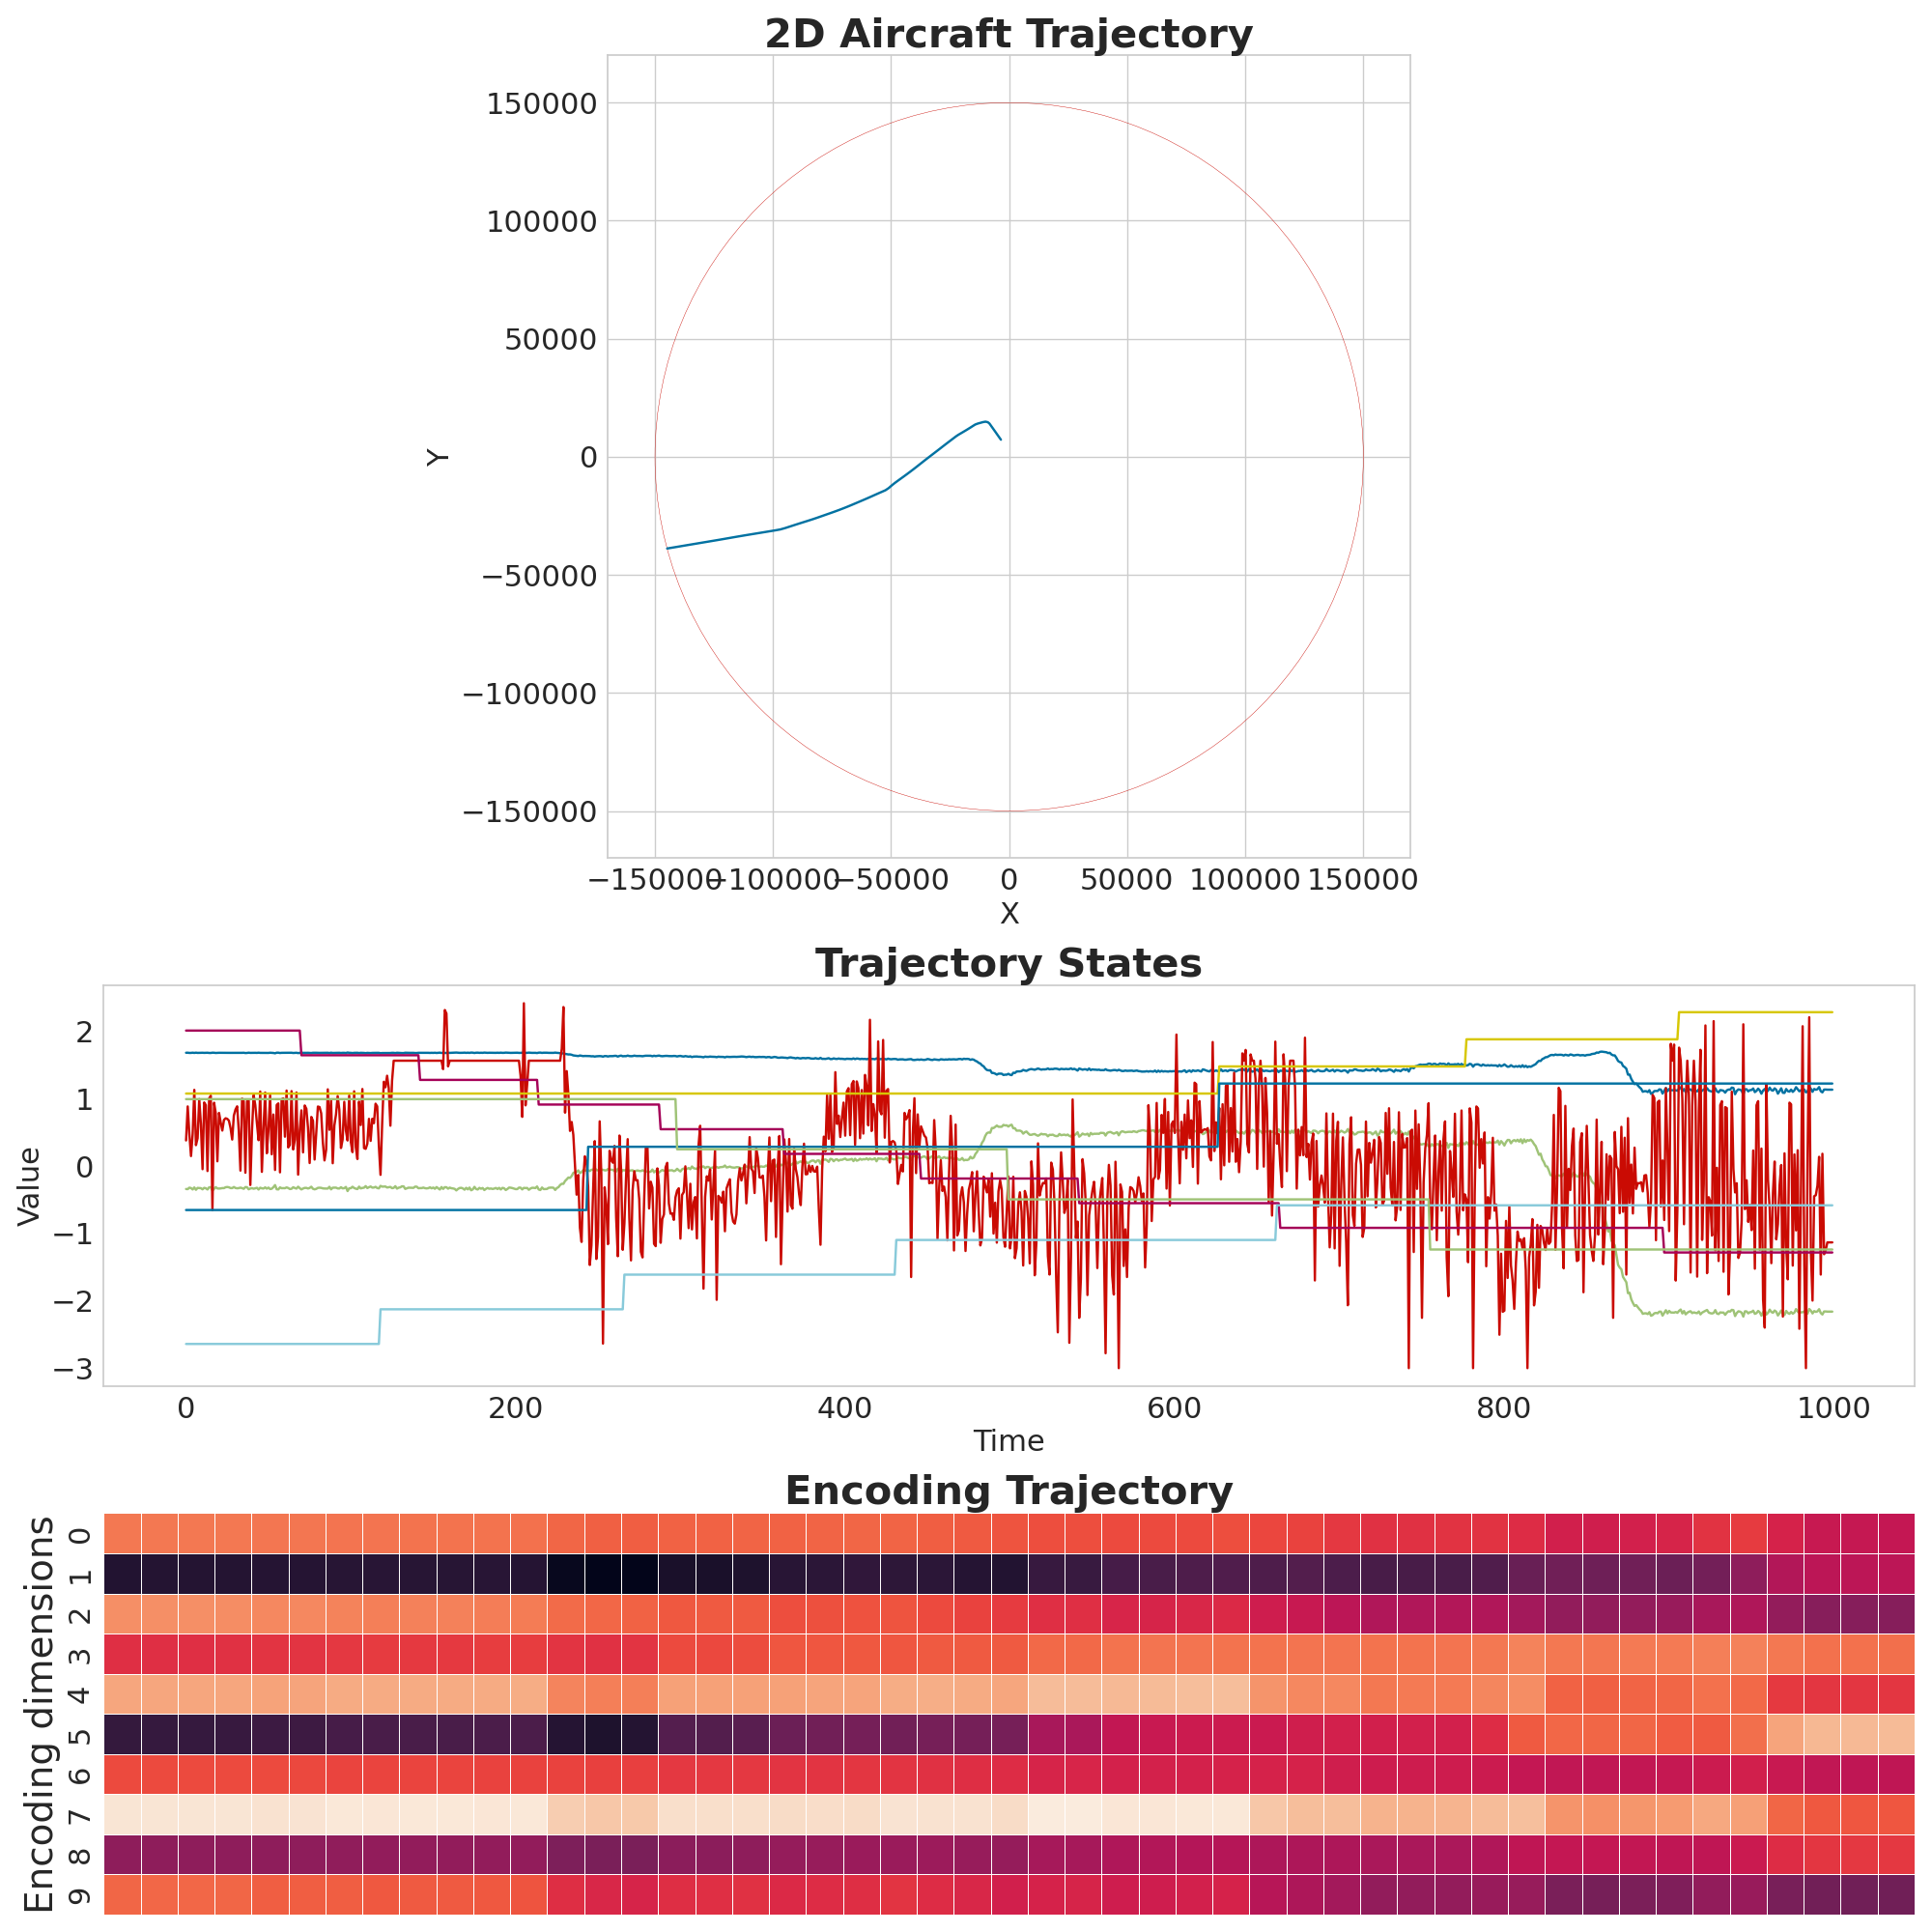 2D Aircraft Trajectory
150000
100000
50000
0
−50000
−100000
−150000
Y
−150000 −100000 −50000 0 50000 100000 150000
X
Trajectory States
2
1
0
−1
−2
−3
Value
0 200 400 600 800 1000
Time
Encoding Trajectory
Encoding dimensions
0
1
2
3
4
5
6
7
8
9